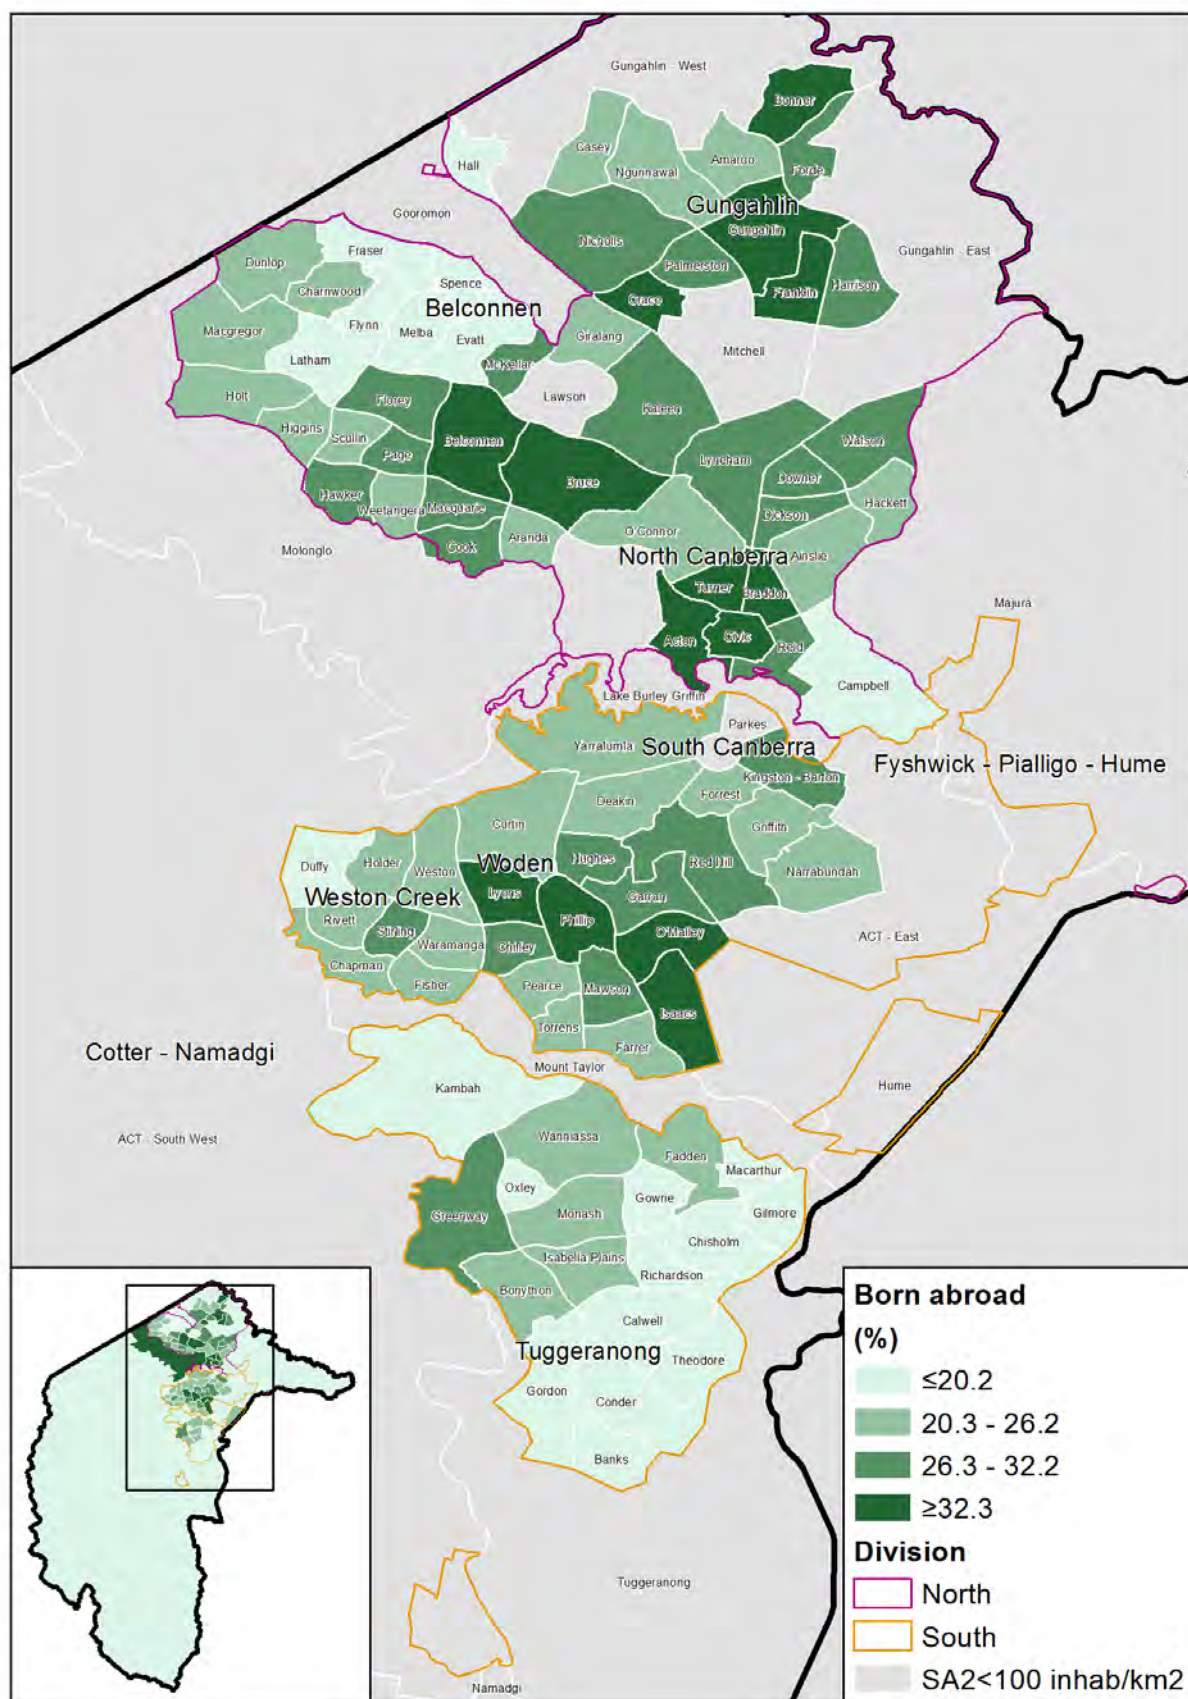 Gungahlin - West
Bonner
Casey
Ngunnawal
Amaroo
Forde
Hall
Gooromon
Gungahlin
Gungahlin
Nicholls
Palmerston
Gungahlin - East
Fraser
Dunlop
Charnwood
Spence
Belconnen
Crace
Franklin
Harrison
Macgregor
Flynn
Melba
Evatt
Giralang
Mitchell
Latham
McKellar
Holt
Lawson
Florey
Kaleen
Higgins
Scullin
Belconnen
Page
Watson
Lyneham
Downer
Bruce
Hawker
Weetangera
Macquarie
Dickson
Hackett
Cook
Aranda
O'Connor
Molonglo
North Canberra
Ainslie
Turner
Braddon
Majura
Acton
Civic
Reid
Campbell
Lake Burley Griffin
Parkes
Yarralumla
South Canberra
Fyshwick - Pialligo - Hume
Kingston - Barton
Deakin
Forrest
Curtin
Griffith
Duffy
Holder
Weston
Woden
Hughes
Red Hill
Narrabundah
Weston Creek
Lyons
Garran
Rivett
Stirling
Phillip
Waramanga
Chifley
O'Malley
ACT - East
Chapman
Fisher
Pearce
Mawson
Isaacs
Torrens
Farrer
Cotter - Namadgi
Mount Taylor
Kambah
Hume
ACT - South West
Wanniassa
Fadden
Macarthur
Oxley
Gowrie
Greenway
Monash
Gilmore
Chisholm
Isabella Plains
Richardson
Bonython
Calwell
Tuggeranong
Theodore
Gordon
Conder
Banks
Tuggeranong
Namadgi
Born abroad
(%)
≤20.2
20.3 - 26.2
26.3 - 32.2
≥32.3
Division
North
South
SA2<100 inhab/km2